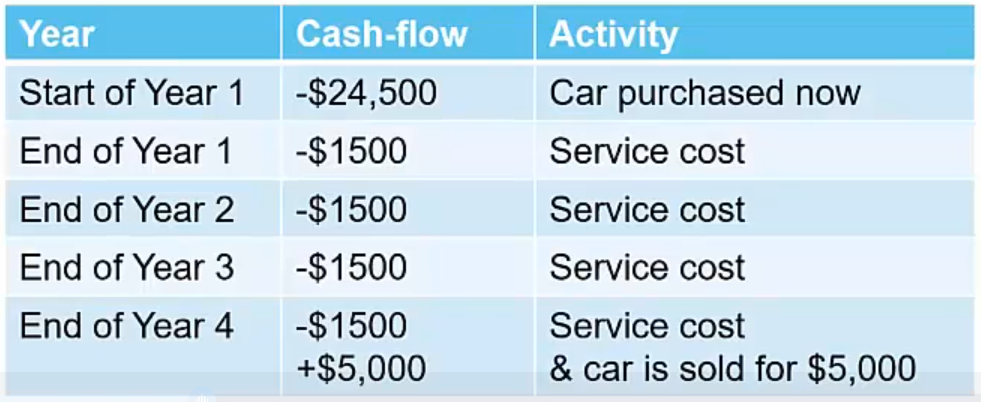 Year Cash-flow Activity
Start of Year 1 -$24,500 Car purchased now
End of Year 1 -$1500 Service cost
End of Year 2 -$1500 Service cost
End of Year 3 -$1500 Service cost
End of Year 4 -$1500 Service cost
+$5,000 & car is sold for $5,000